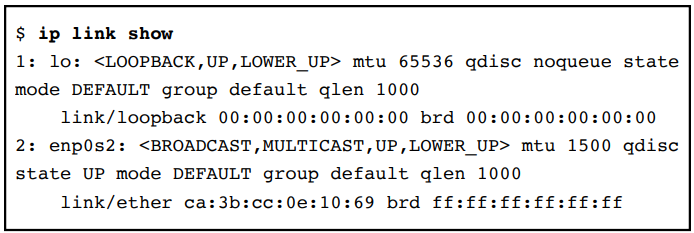 $ ip link show
1: lo: <LOOPBACK,UP,LOWER_UP> mtu 65536 qdisc noqueue state
mode DEFAULT group default qlen 1000
link/loopback 00:00:00:00:00:00 brd 00:00:00:00:00:00
2: enp0s2: <BROADCAST,MULTICAST,UP,LOWER_UP> mtu 1500 qdisc
state UP mode DEFAULT group default qlen 1000
link/ether ca:3b:cc:0e:10:69 brd ff:ff:ff:ff:ff:ff